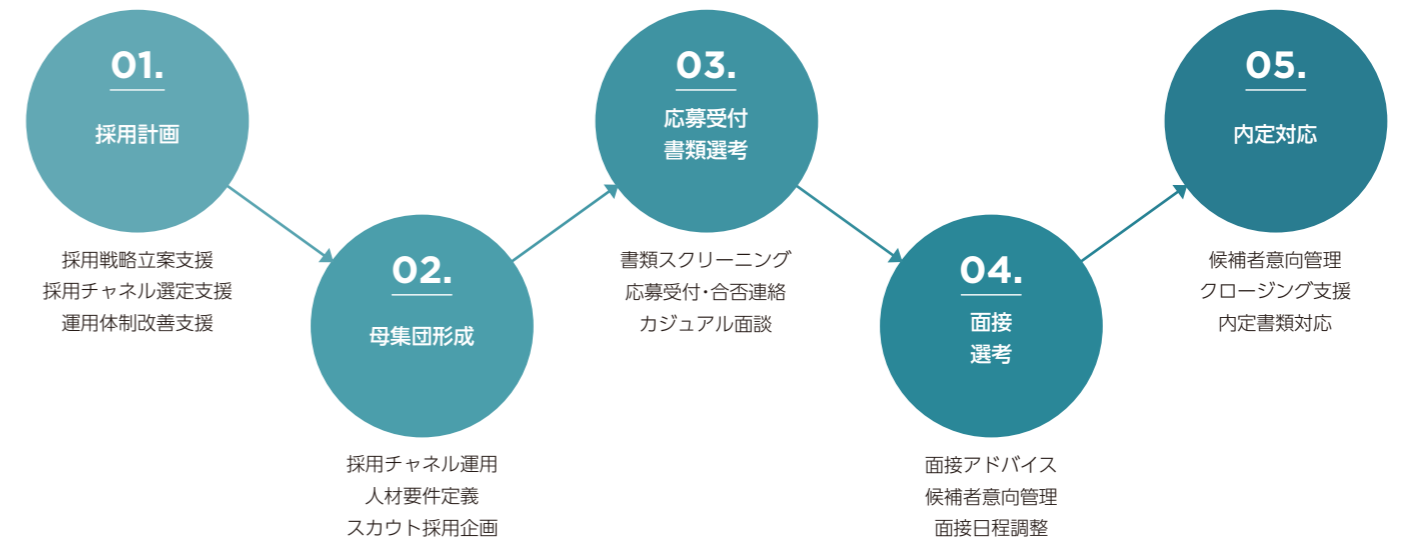 01.
採用計画
採用戦略立案支援
採用チャネル選定支援
運用体制改善支援
02.
母集団形成
採用チャネル運用
人材要件定義
スカウト採用企画
03.
応募受付
書類選考
書類スクリーニング
応募受付・合否連絡
カジュアル面談
04.
面接
選考
面接アドバイス
候補者意向管理
面接日程調整
05.
内定対応
候補者意向管理
クロージング支援
内定書類対応